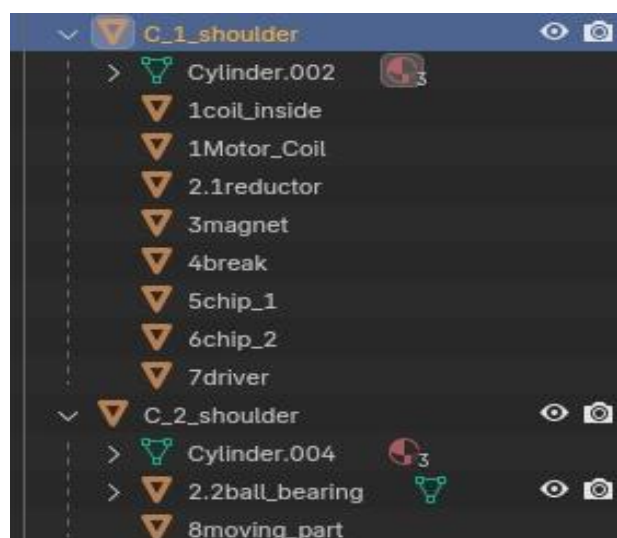 C_1_shoulder
Cylinder.002 3
1coil_inside
1Motor_Coil
2.1reductor
3magnet
4break
5chip_1
6chip_2
7driver
C_2_shoulder
Cylinder.004 3
2.2ball_bearing
8moving_part